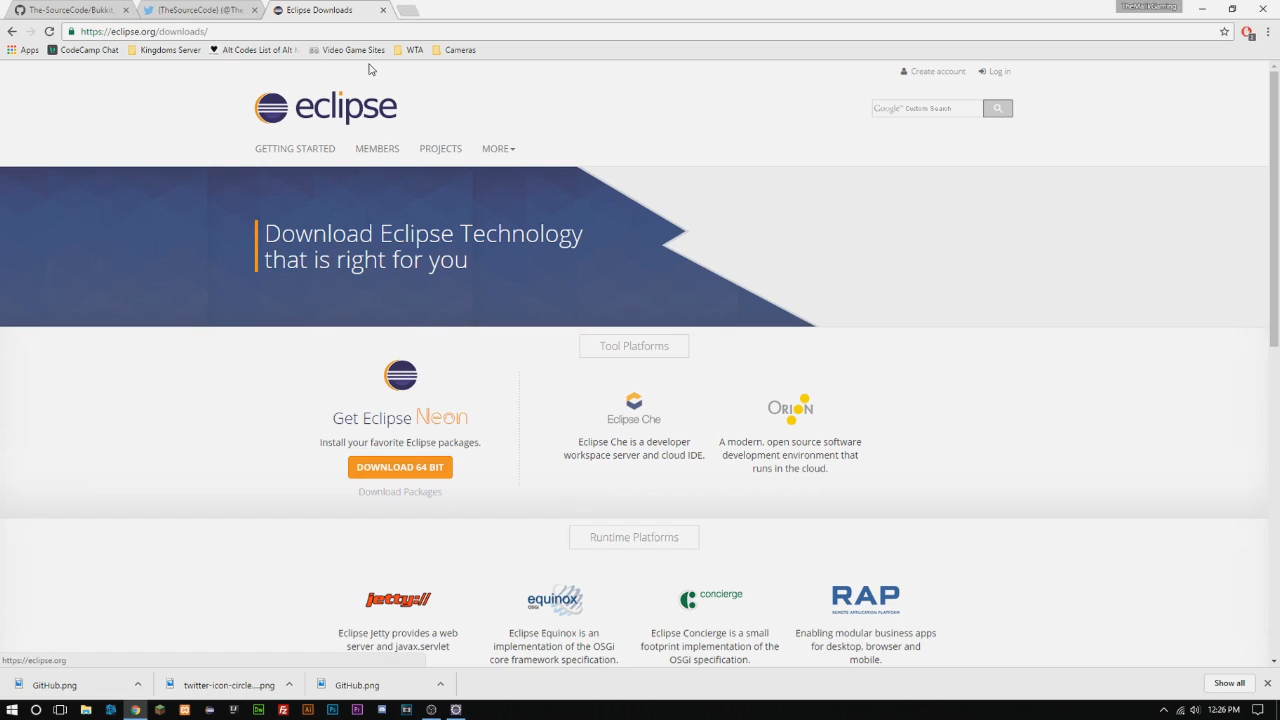 The-SourceCode/Bukkit
(TheSourceCode) (@The
Eclipse Downloads
TheMalikGaming
https://eclipse.org/downloads/
Apps
CodeCamp Chat
Kingdoms Server
Alt Codes List of Alt
Video Game Sites
WTA
Cameras
Create account
Log in
eclipse
Google™ Custom Search
GETTING STARTED
MEMBERS
PROJECTS
MORE
Download Eclipse Technology
that is right for you
Tool Platforms
Get Eclipse Neon
Install your favorite Eclipse packages.
DOWNLOAD 64 BIT
Download Packages
Eclipse Che
Eclipse Che is a developer
workspace server and cloud IDE.
ORION
A modern, open source software
development environment that
runs in the cloud.
Runtime Platforms
jetty://
Eclipse Jetty provides a web
server and javax.servlet
equinox
OSGi
Eclipse Equinox is an
implementation of the OSGi
core framework specification.
concierge
Eclipse Concierge is a small
footprint implementation of the
OSGi specification.
RAP
REMOTE APPLICATION PLATFORM
Enabling modular business apps
for desktop, browser and
mobile.
https://eclipse.org
GitHub.png
twitter-icon-circle....png
GitHub.png
Show all
12:26 PM